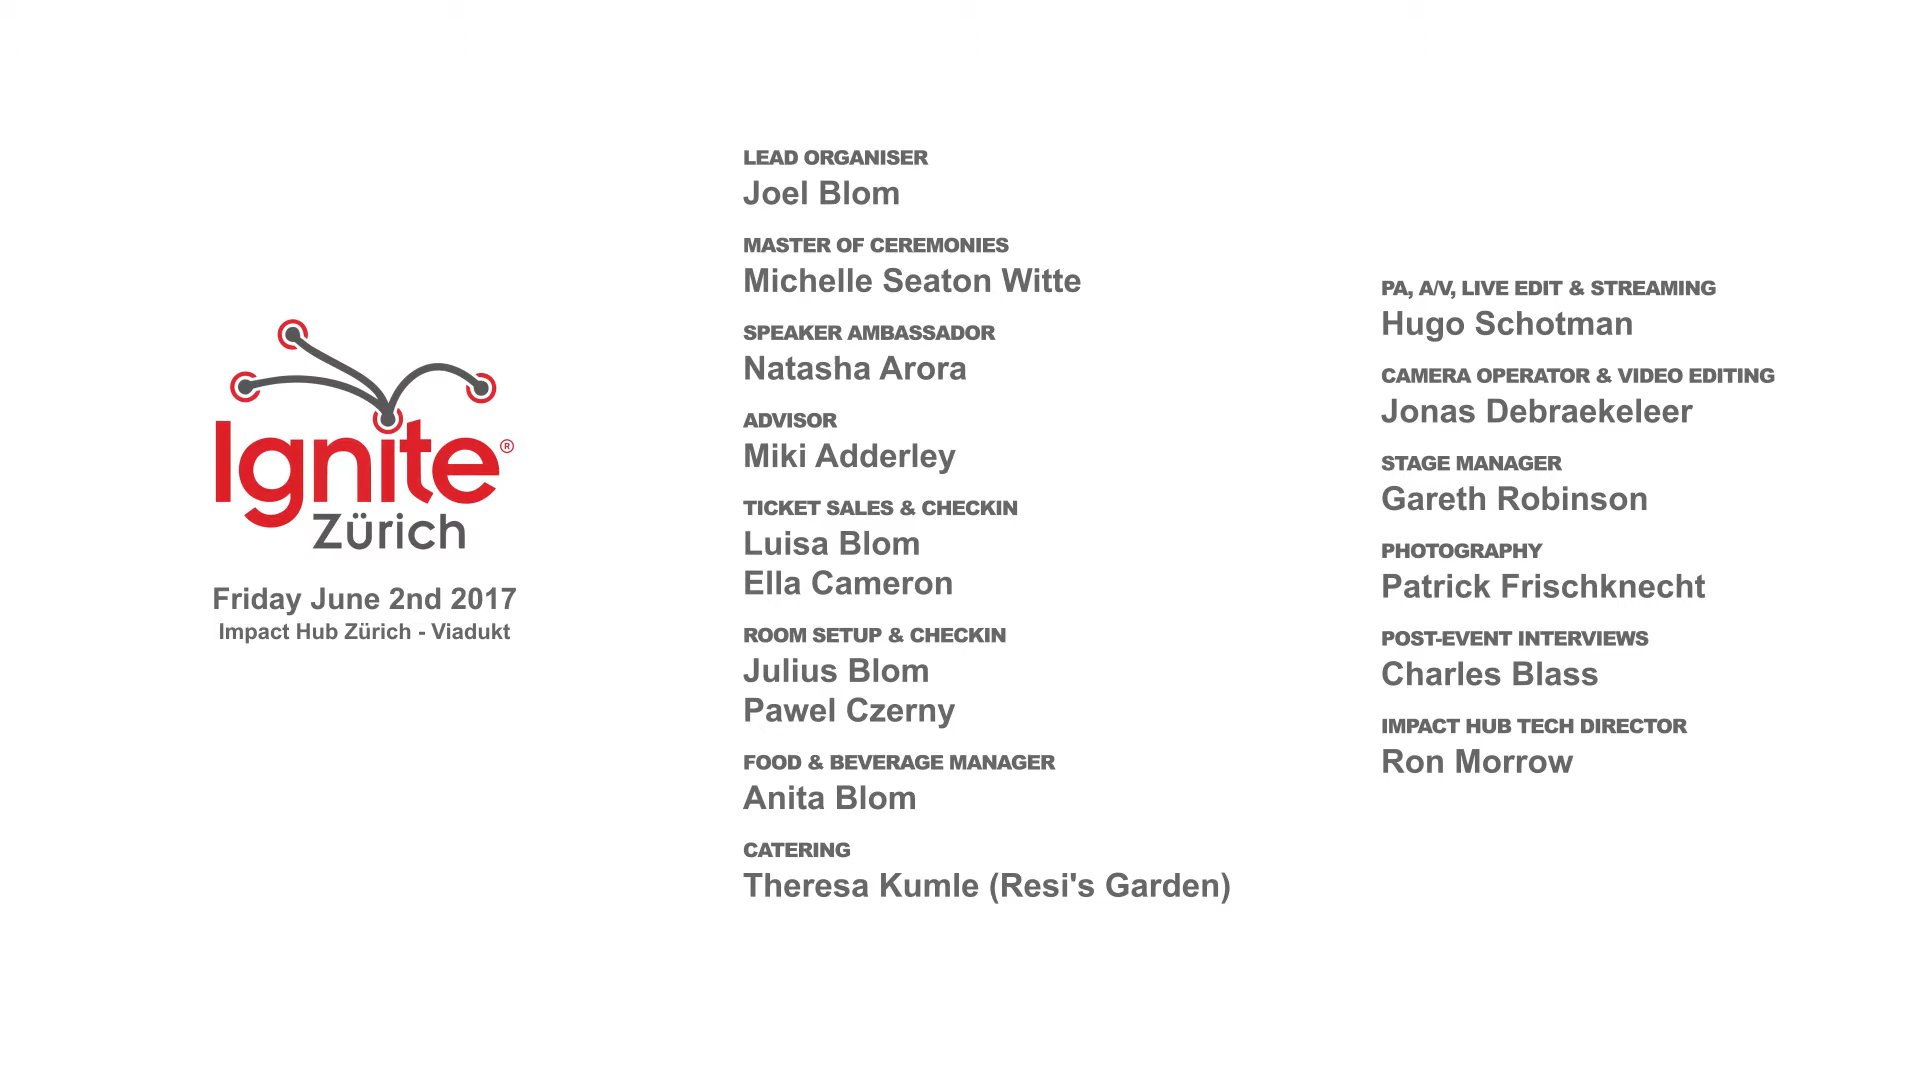 Ignite®
Zürich
Friday June 2nd 2017
Impact Hub Zürich - Viadukt
LEAD ORGANISER
Joel Blom
MASTER OF CEREMONIES
Michelle Seaton Witte
SPEAKER AMBASSADOR
Natasha Arora
ADVISOR
Miki Adderley
TICKET SALES & CHECKIN
Luisa Blom
Ella Cameron
ROOM SETUP & CHECKIN
Julius Blom
Pawel Czerny
FOOD & BEVERAGE MANAGER
Anita Blom
CATERING
Theresa Kumle (Resi's Garden)
PA, A/V, LIVE EDIT & STREAMING
Hugo Schotman
CAMERA OPERATOR & VIDEO EDITING
Jonas Debraekeleer
STAGE MANAGER
Gareth Robinson
PHOTOGRAPHY
Patrick Frischknecht
POST-EVENT INTERVIEWS
Charles Blass
IMPACT HUB TECH DIRECTOR
Ron Morrow